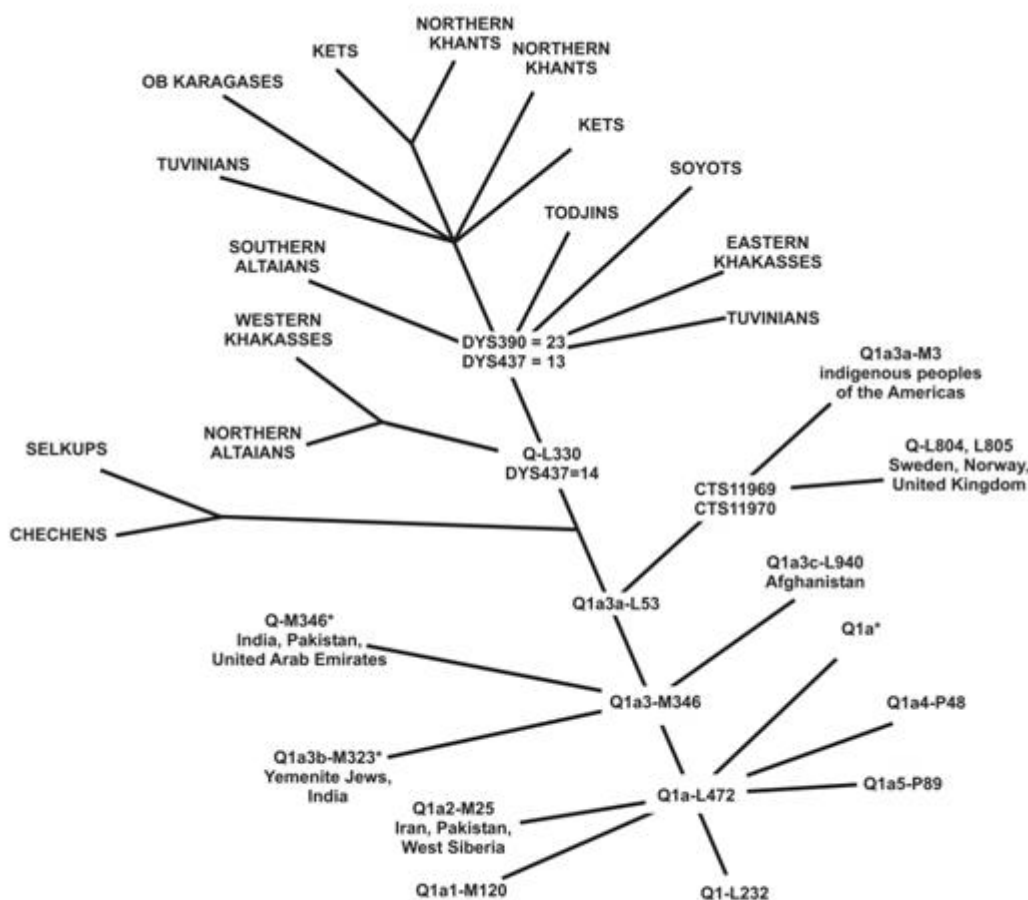 NORTHERN
KHANTS
KETS
NORTHERN
KHANTS
OB KARAGASES
KETS
TUVINIANS
SOYOTS
TODJINS
SOUTHERN
ALTAIANS
EASTERN
KHAKASSES
WESTERN
KHAKASSES
TUVINIANS
DYS390 = 23
DYS437 = 13
Q1a3a-M3
indigenous peoples
of the Americas
NORTHERN
ALTAIANS
SELKUPS
Q-L330
DYS437=14
Q-L804, L805
Sweden, Norway,
United Kingdom
CTS11969
CTS11970
CHECHENS
Q1a3c-L940
Afghanistan
Q1a3a-L53
Q-M346*
India, Pakistan,
United Arab Emirates
Q1a*
Q1a3-M346
Q1a4-P48
Q1a3b-M323*
Yemenite Jews,
India
Q1a-L472
Q1a5-P89
Q1a2-M25
Iran, Pakistan,
West Siberia
Q1a1-M120
Q1-L232